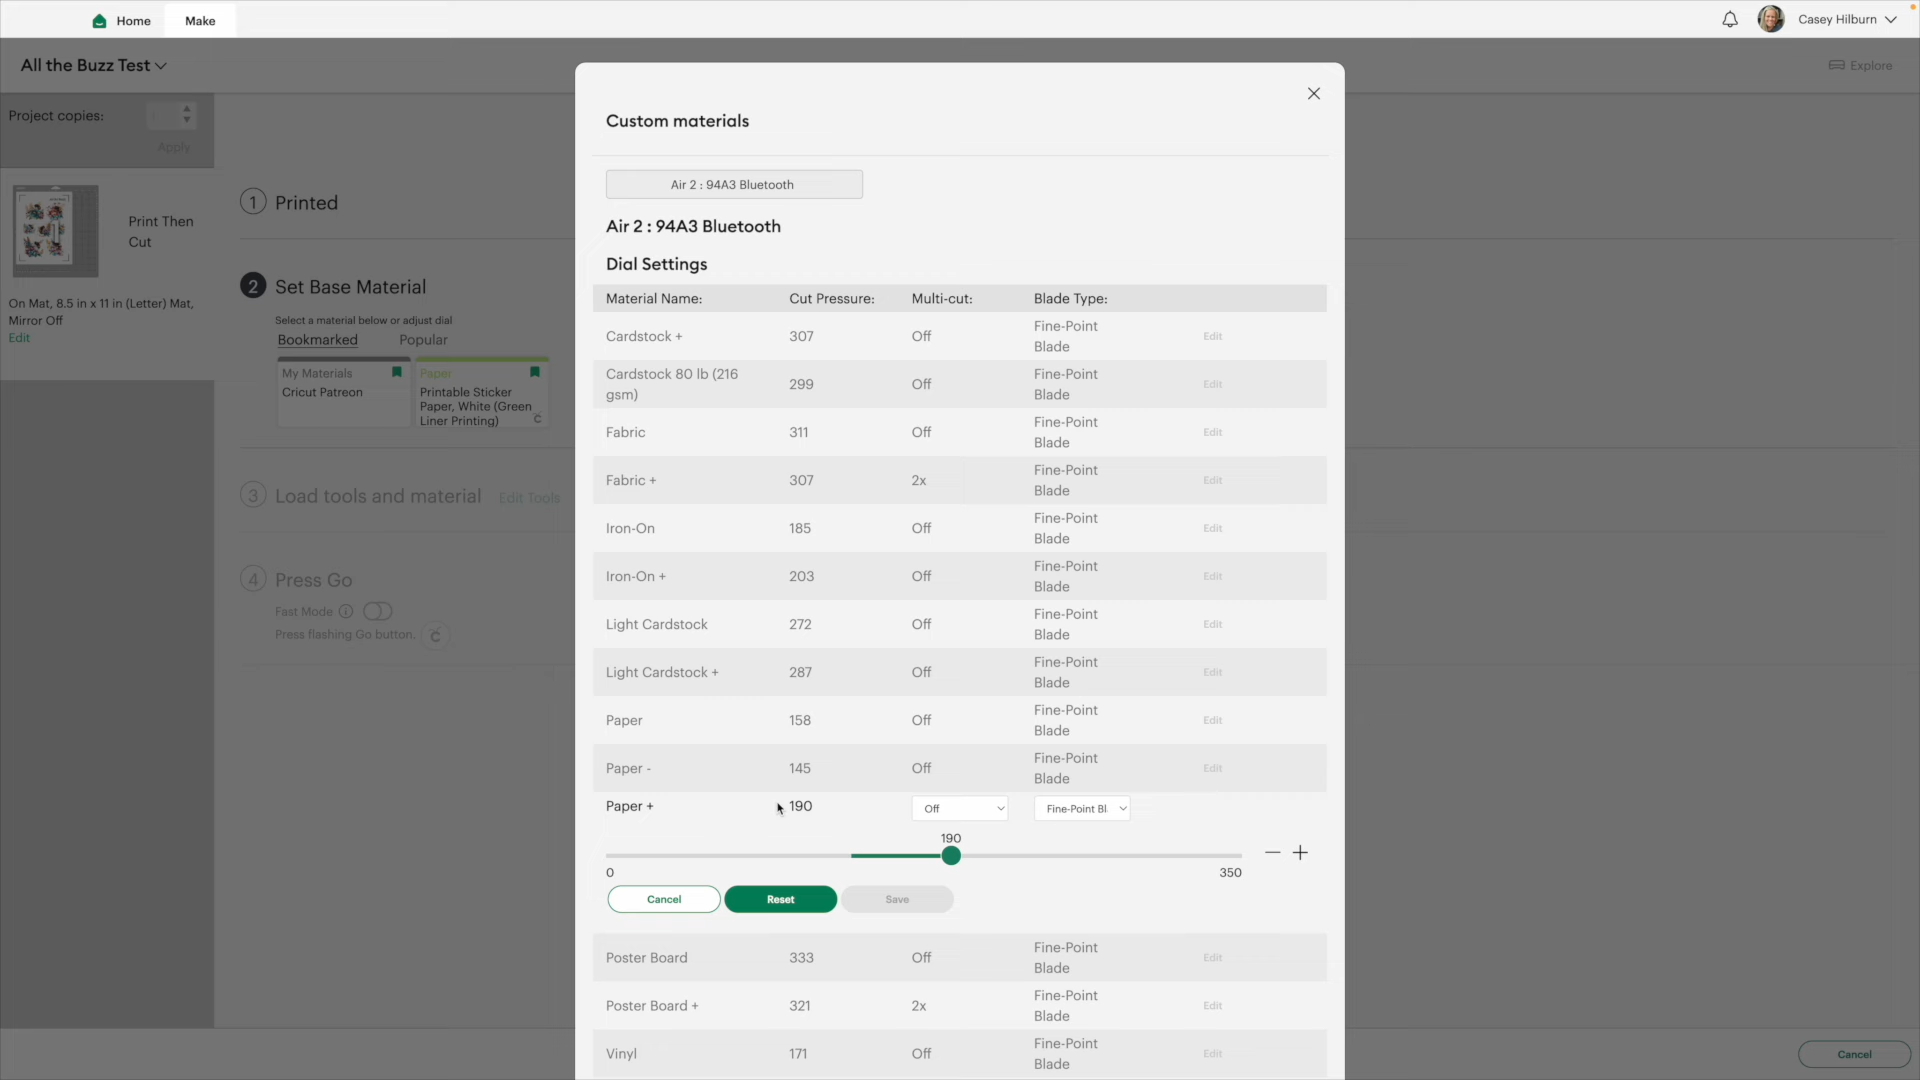 Home
Make
Casey Hilburn
All the Buzz Test
Explore
Project copies:
Apply
Print Then
Cut
On Mat, 8.5 in x 11 in (Letter) Mat,
Mirror Off
Edit
1 Printed
2 Set Base Material
Select a material below or adjust dial
Bookmarked Popular
My Materials
Cricut Patreon
Paper
Printable Sticker
Paper, White (Green
Liner Printing)
3 Load tools and material Edit Tools
4 Press Go
Fast Mode
Press flashing Go button.
Custom materials
Air 2 : 94A3 Bluetooth
Air 2 : 94A3 Bluetooth
Dial Settings
Material Name: Cut Pressure: Multi-cut: Blade Type:
Cardstock + 307 Off Fine-Point Blade Edit
Cardstock 80 lb (216 gsm) 299 Off Fine-Point Blade Edit
Fabric 311 Off Fine-Point Blade Edit
Fabric + 307 2x Fine-Point Blade Edit
Iron-On 185 Off Fine-Point Blade Edit
Iron-On + 203 Off Fine-Point Blade Edit
Light Cardstock 272 Off Fine-Point Blade Edit
Light Cardstock + 287 Off Fine-Point Blade Edit
Paper 158 Off Fine-Point Blade Edit
Paper - 145 Off Fine-Point Blade Edit
Paper + 190 Off Fine-Point Bl
190
0 350
Cancel Reset Save
Poster Board 333 Off Fine-Point Blade Edit
Poster Board + 321 2x Fine-Point Blade Edit
Vinyl 171 Off Fine-Point Blade Edit
Cancel